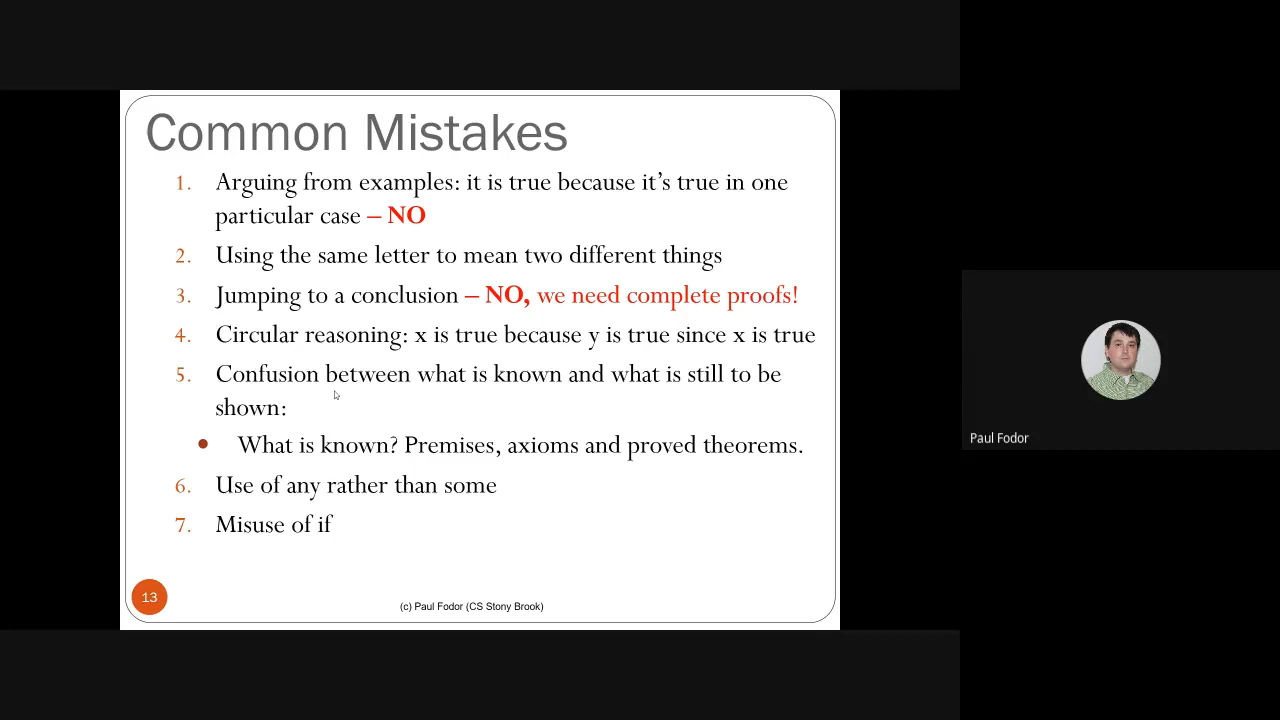 Common Mistakes
1. Arguing from examples: it is true because it's true in one
particular case – NO
2. Using the same letter to mean two different things
3. Jumping to a conclusion – NO, we need complete proofs!
4. Circular reasoning: x is true because y is true since x is true
5. Confusion between what is known and what is still to be
shown:
• What is known? Premises, axioms and proved theorems.
6. Use of any rather than some
7. Misuse of if
13
(c) Paul Fodor (CS Stony Brook)
Paul Fodor